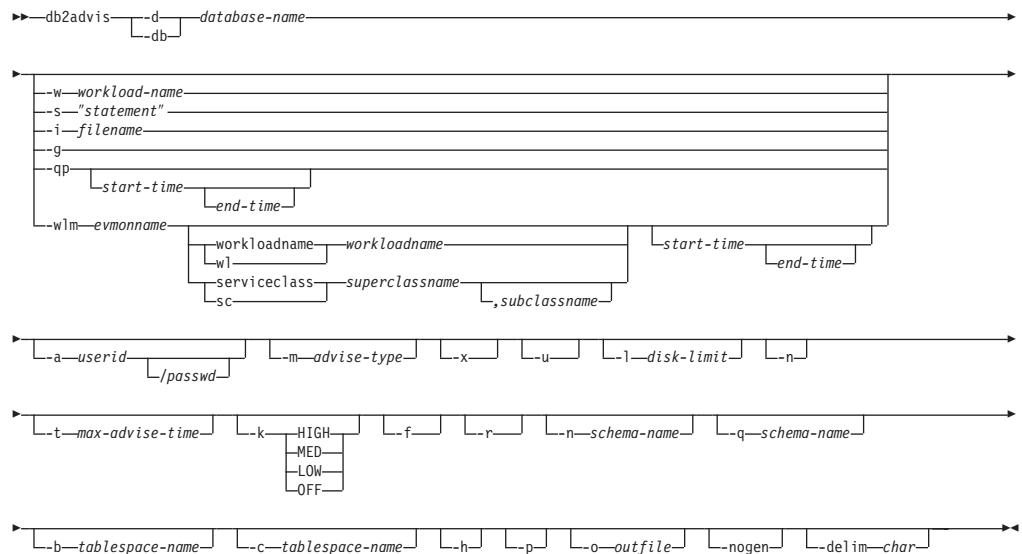 db2advis -d database-name
-db
-w workload-name
-s "statement"
-i filename
-g
-qp
start-time
end-time
-wlm evmonname
workloadname workloadname start-time
wl end-time
serviceclass superclassname
sc ,subclassname
-a userid -m advise-type -x -u -l disk-limit -n
/passwd
-t max-advise-time -k HIGH -f -r -n schema-name -q schema-name
MED
LOW
OFF
-b tablespace-name -c tablespace-name -h -p -o outfile -nogen -delim char